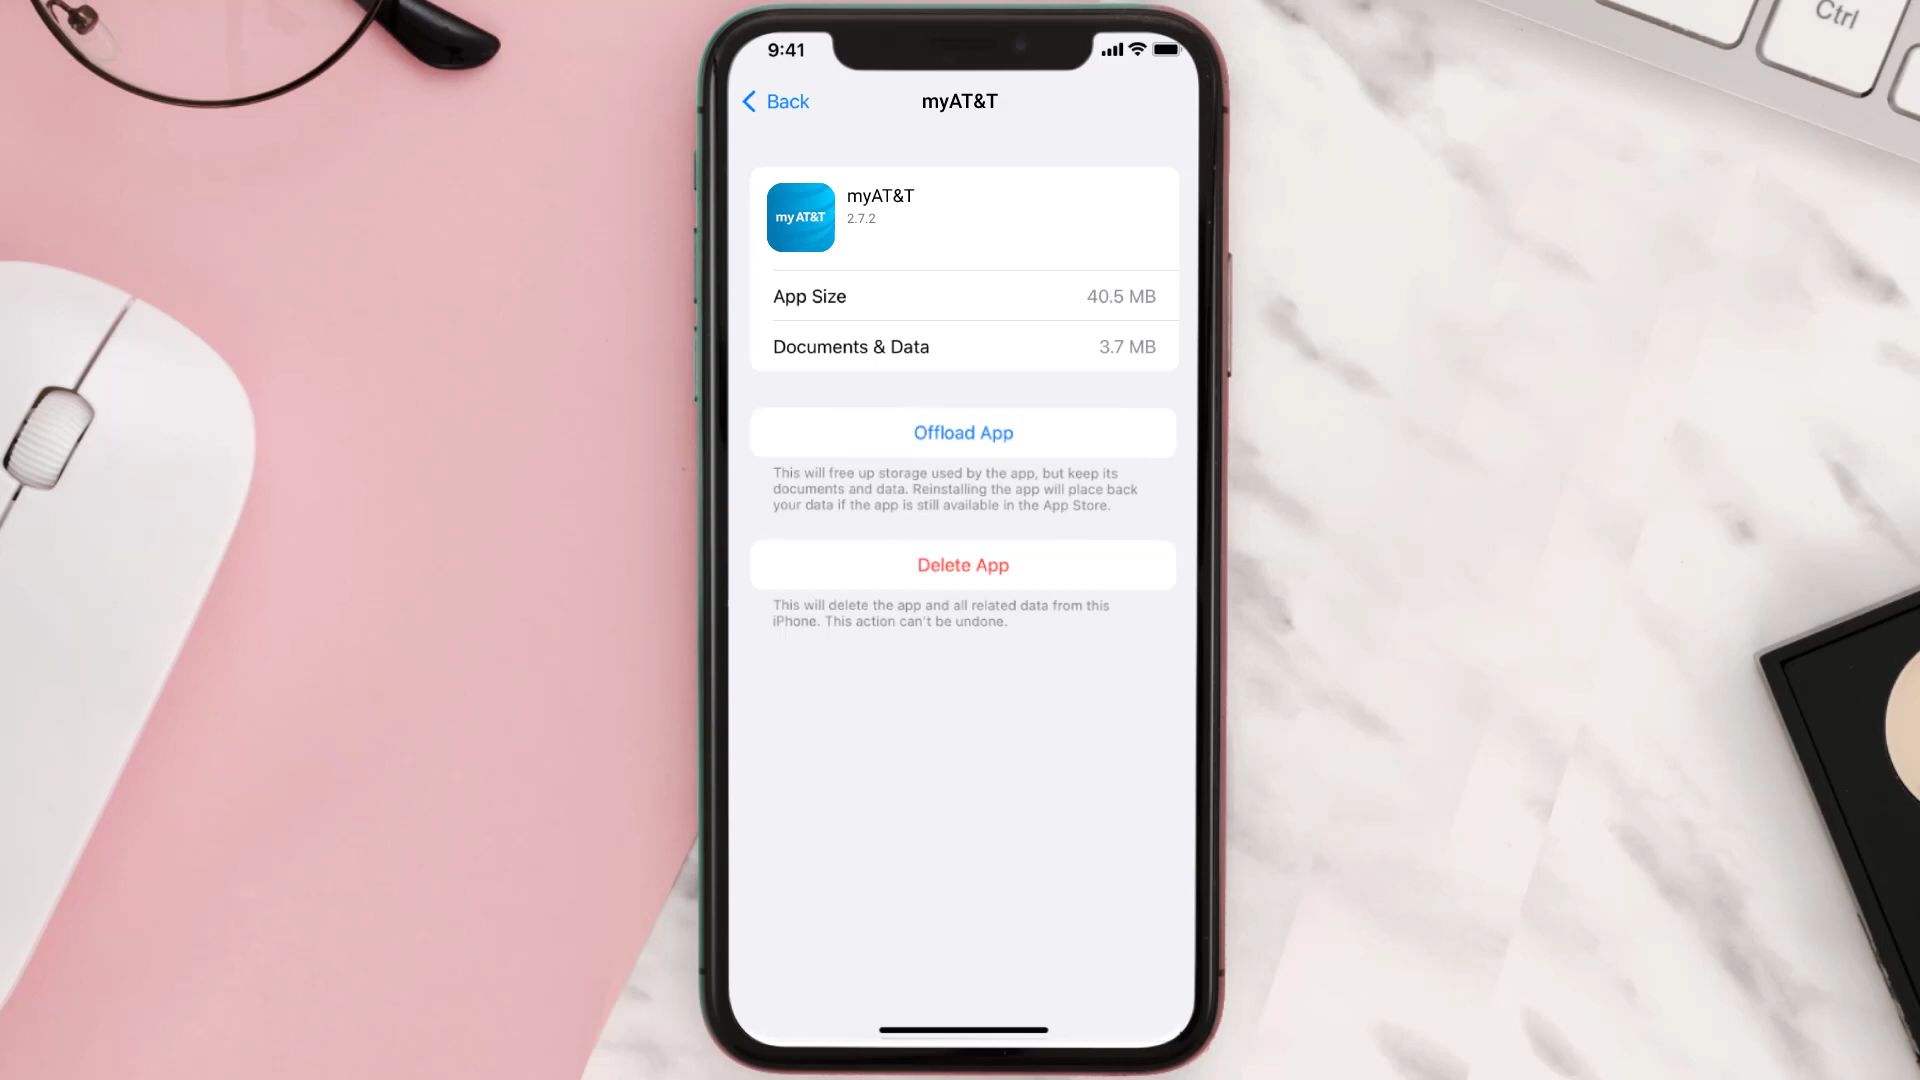 Ctrl
9:41
Back
myAT&T
myAT&T
myAT&T
2.7.2
App Size 40.5 MB
Documents & Data 3.7 MB
Offload App
This will free up storage used by the app, but keep its
documents and data. Reinstalling the app will place back
your data if the app is still available in the App Store.
Delete App
This will delete the app and all related data from this
iPhone. This action can't be undone.